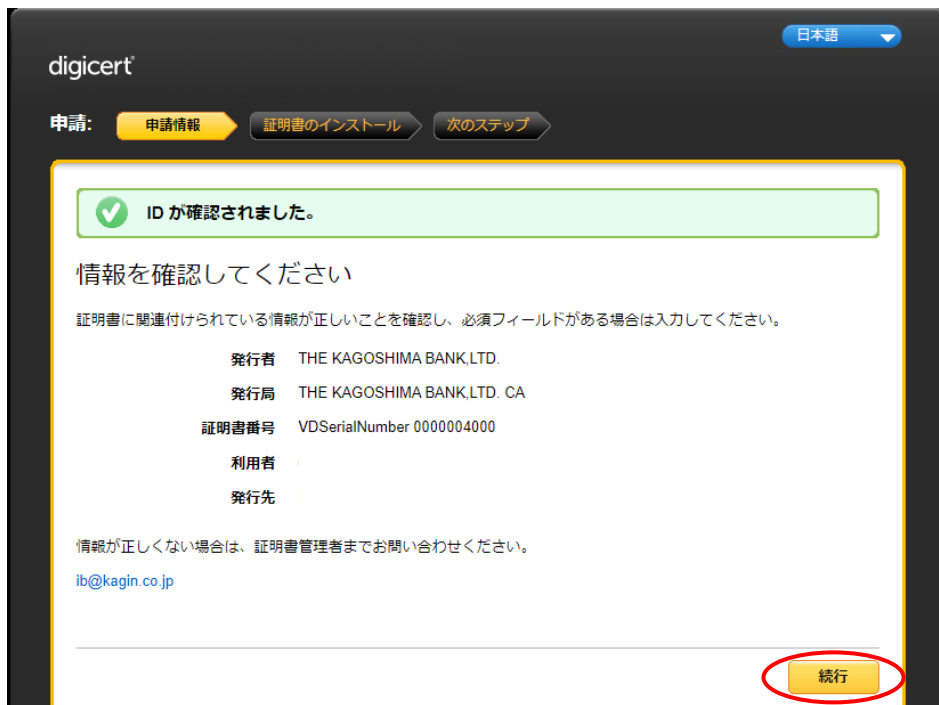 日本語
digicert
申請: 申請情報 証明書のインストール 次のステップ
ID が確認されました。
情報を確認してください
証明書に関連付けられている情報が正しいことを確認し、必須フィールドがある場合は入力してください。
発行者 THE KAGOSHIMA BANK,LTD.
発行局 THE KAGOSHIMA BANK,LTD. CA
証明書番号 VDSerialNumber 0000004000
利用者
発行先
情報が正しくない場合は、証明書管理者までお問い合わせください。
ib@kagin.co.jp
続行